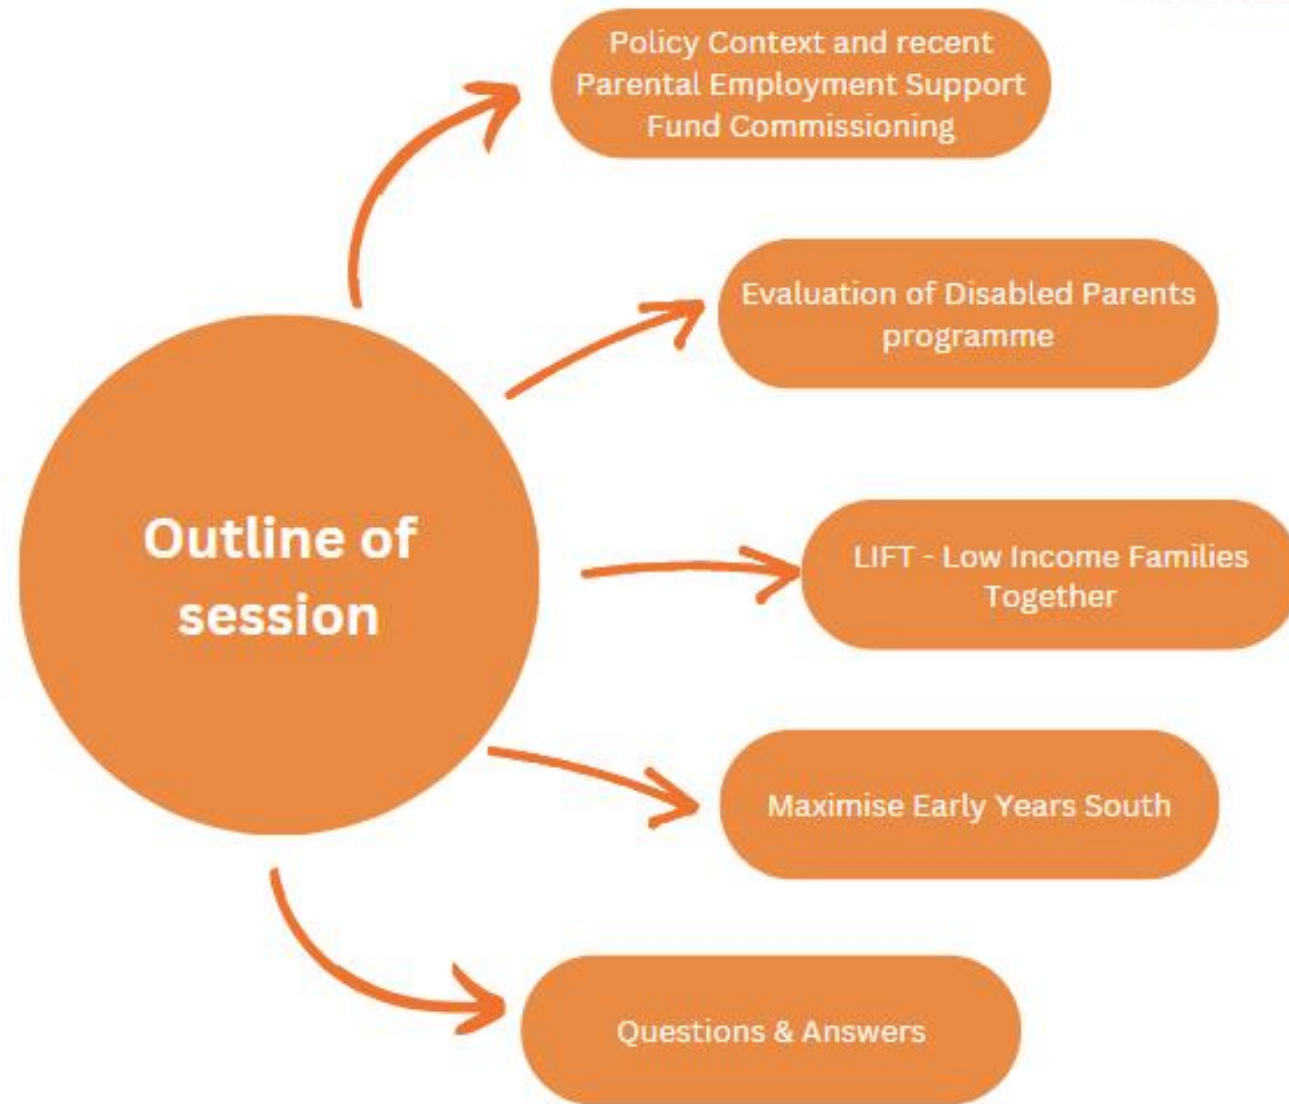 Policy Context and recent
Parental Employment Support
Fund Commissioning
Evaluation of Disabled Parents
programme
Outline of
session
LIFT - Low Income Families
Together
Maximise Early Years South
Questions & Answers